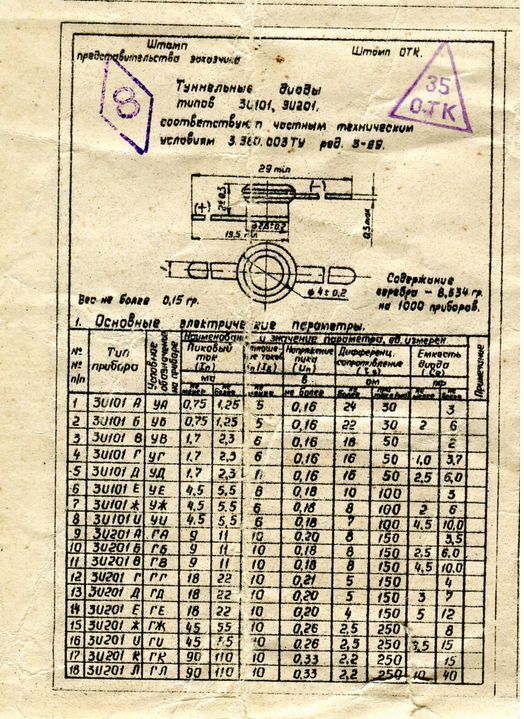 Штамп
представительства заказчика
Штамп ОТК.
8
35
ОТК
Туннельные диоды
типов 3И101, 3И201,
соответствуют частным техническим
условиям 3.360.003ТУ ред. 3-69.
29 min
(-)
(+)
0,3 max
19,5 min
ф4±0,2
Содержание
серебра - 8,534 гр.
на 1000 приборов.
Вес не более 0,15 гр.
1. Основные электрические параметры.
№ № п/п Тип прибора Условное обозначение на приборе и значение параметра, ед. измерен Примечание
Пиковый ток (Iп) Напряжение пика (Uп) Дифференц. сопротивление Емкость диода
ма в ом пф
не менее не более не более
1 3И101 А УА 0,75 1,25 5 0,16 24 30 3
2 3И101 Б УБ 0,75 1,25 5 0,16 22 30 2 6
3 3И101 В УВ 1,7 2,3 0,16 50 2
4 3И101 Г УГ 1,7 2,3 0,16 16 50 1,0 3,7
5 3И101 Д УД 1,7 2,3 0,16 50 2,5 6,0
6 3И101 Е УЕ 4,5 5,5 6 0,18 10 100 3
7 3И101 Ж УЖ 4,5 5,5 6 0,18 8 100 2 6
8 3И101 И УИ 4,5 5,5 6 0,18 7 100 4,5 10,0
9 3И201 А ГА 9 11 10 0,20 8 150 3,5
10 3И201 Б ГБ 9 11 10 0,18 8 150 2,5 6,0
11 3И201 В ГВ 9 11 10 0,18 8 150 4,5 10,0
12 3И201 Г ГГ 18 22 10 0,21 5 150 4
13 3И201 Д ГД 18 22 10 0,20 5 150 3 7
14 3И201 Е ГЕ 18 22 10 0,20 4 150 5 12
15 3И201 Ж ГЖ 45 55 10 0,26 2,5 250 8
16 3И201 И ГИ 45 10 0,26 2,5 250 15
17 3И201 К ГК 90 110 10 0,33 2,2 250 15
18 3И201 Л ГЛ 90 110 10 0,33 2,2 250 10 40